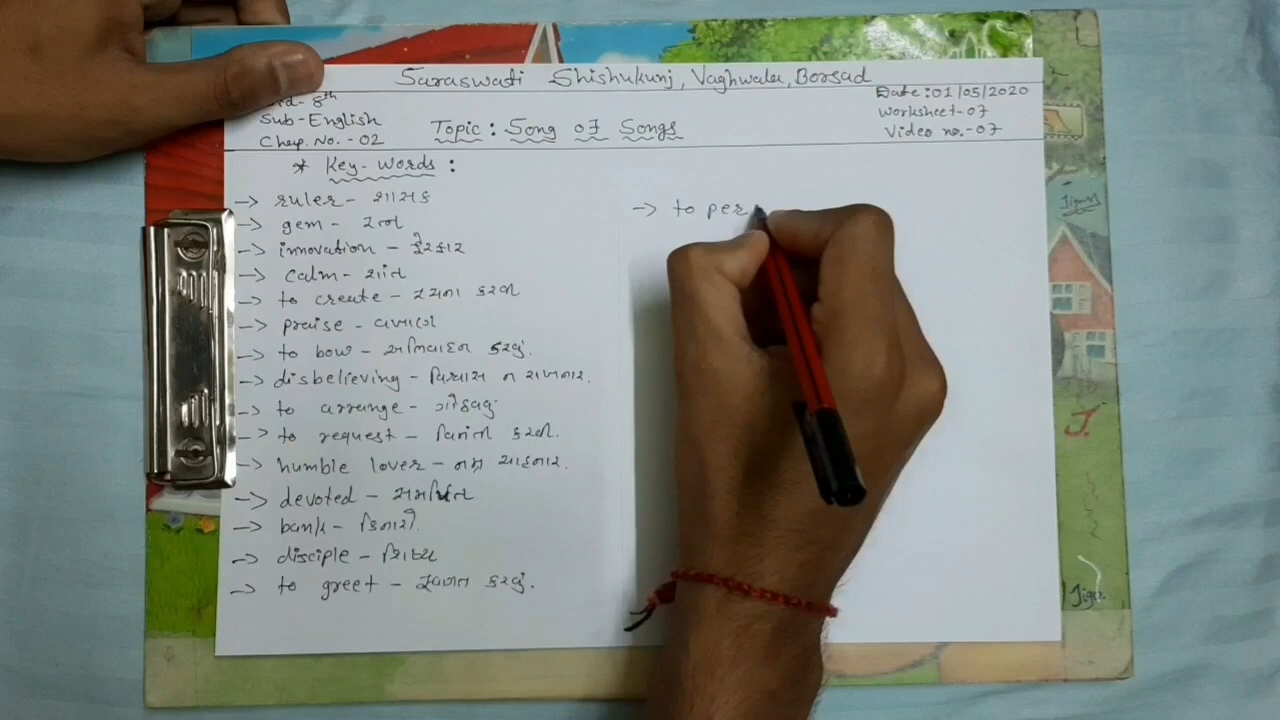 Saraswati Shishukunj, Vaghwala, Borsad
8th
Sub-English
Chap. No. - 02
Topic : Song of Songs
Date : 01/05/2020
Worksheet-07
Video no.-07
* Key-words :
-> ruler - શાસક
-> gem - રત્ન
-> innovation - ફેરફાર
-> calm - શાંત
-> to create - રચના કરવી
-> praise - વખાણ
-> to bow - અભિવાદન કરવું.
-> disbelieving - વિશ્વાસ ન રાખનાર.
-> to arrange - ગોઠવવું
-> to request - વિનંતી કરવી.
-> humble lover - નમ્ર ચાહનાર.
-> devoted - સમર્પિત
-> bank - કિનારો.
-> disciple - શિષ્ય
-> to greet - સ્વાગત કરવું.
-> to per
Jigar
J.
Jigar